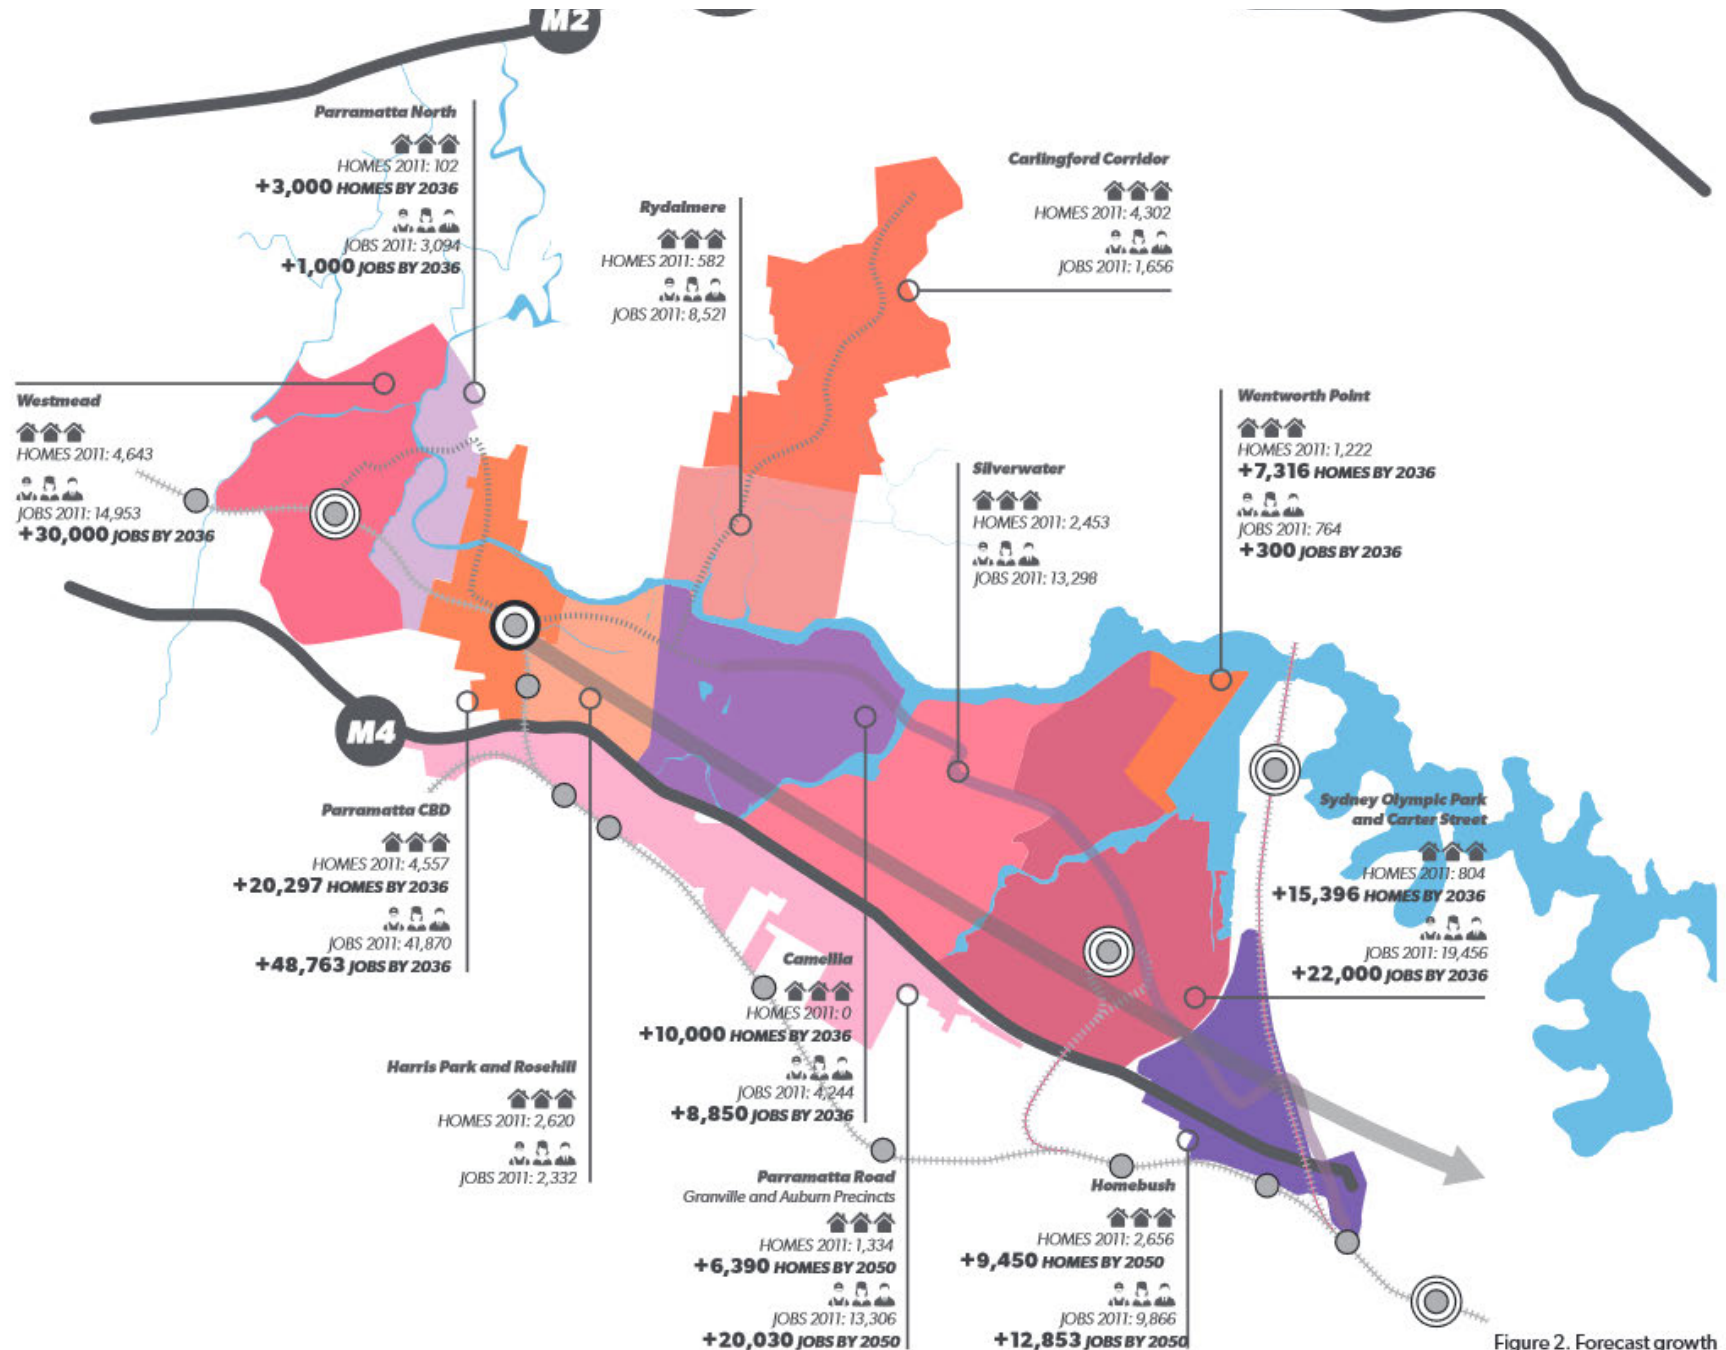 M2
Parramatta North
HOMES 2011: 102
+3,000 HOMES BY 2036
JOBS 2011: 3,094
+1,000 JOBS BY 2036
Rydalmere
HOMES 2011: 582
JOBS 2011: 8,521
Carlingford Corridor
HOMES 2011: 4,302
JOBS 2011: 1,656
Westmead
HOMES 2011: 4,643
JOBS 2011: 14,953
+30,000 JOBS BY 2036
Wentworth Point
HOMES 2011: 1,222
+7,316 HOMES BY 2036
JOBS 2011: 764
+300 JOBS BY 2036
Silverwater
HOMES 2011: 2,453
JOBS 2011: 13,298
M4
Parramatta CBD
HOMES 2011: 4,557
+20,297 HOMES BY 2036
JOBS 2011: 41,870
+48,763 JOBS BY 2036
Sydney Olympic Park
and Carter Street
HOMES 2011: 804
+15,396 HOMES BY 2036
JOBS 2011: 19,456
+22,000 JOBS BY 2036
Camellia
HOMES 2011: 0
+10,000 HOMES BY 2036
JOBS 2011: 4,244
+8,850 JOBS BY 2036
Harris Park and Rosehill
HOMES 2011: 2,620
JOBS 2011: 2,332
Parramatta Road
Granville and Auburn Precincts
HOMES 2011: 1,334
+6,390 HOMES BY 2050
JOBS 2011: 13,306
+20,030 JOBS BY 2050
Homebush
HOMES 2011: 2,656
+9,450 HOMES BY 2050
JOBS 2011: 9,866
+12,853 JOBS BY 2050
Figure 2. Forecast growth